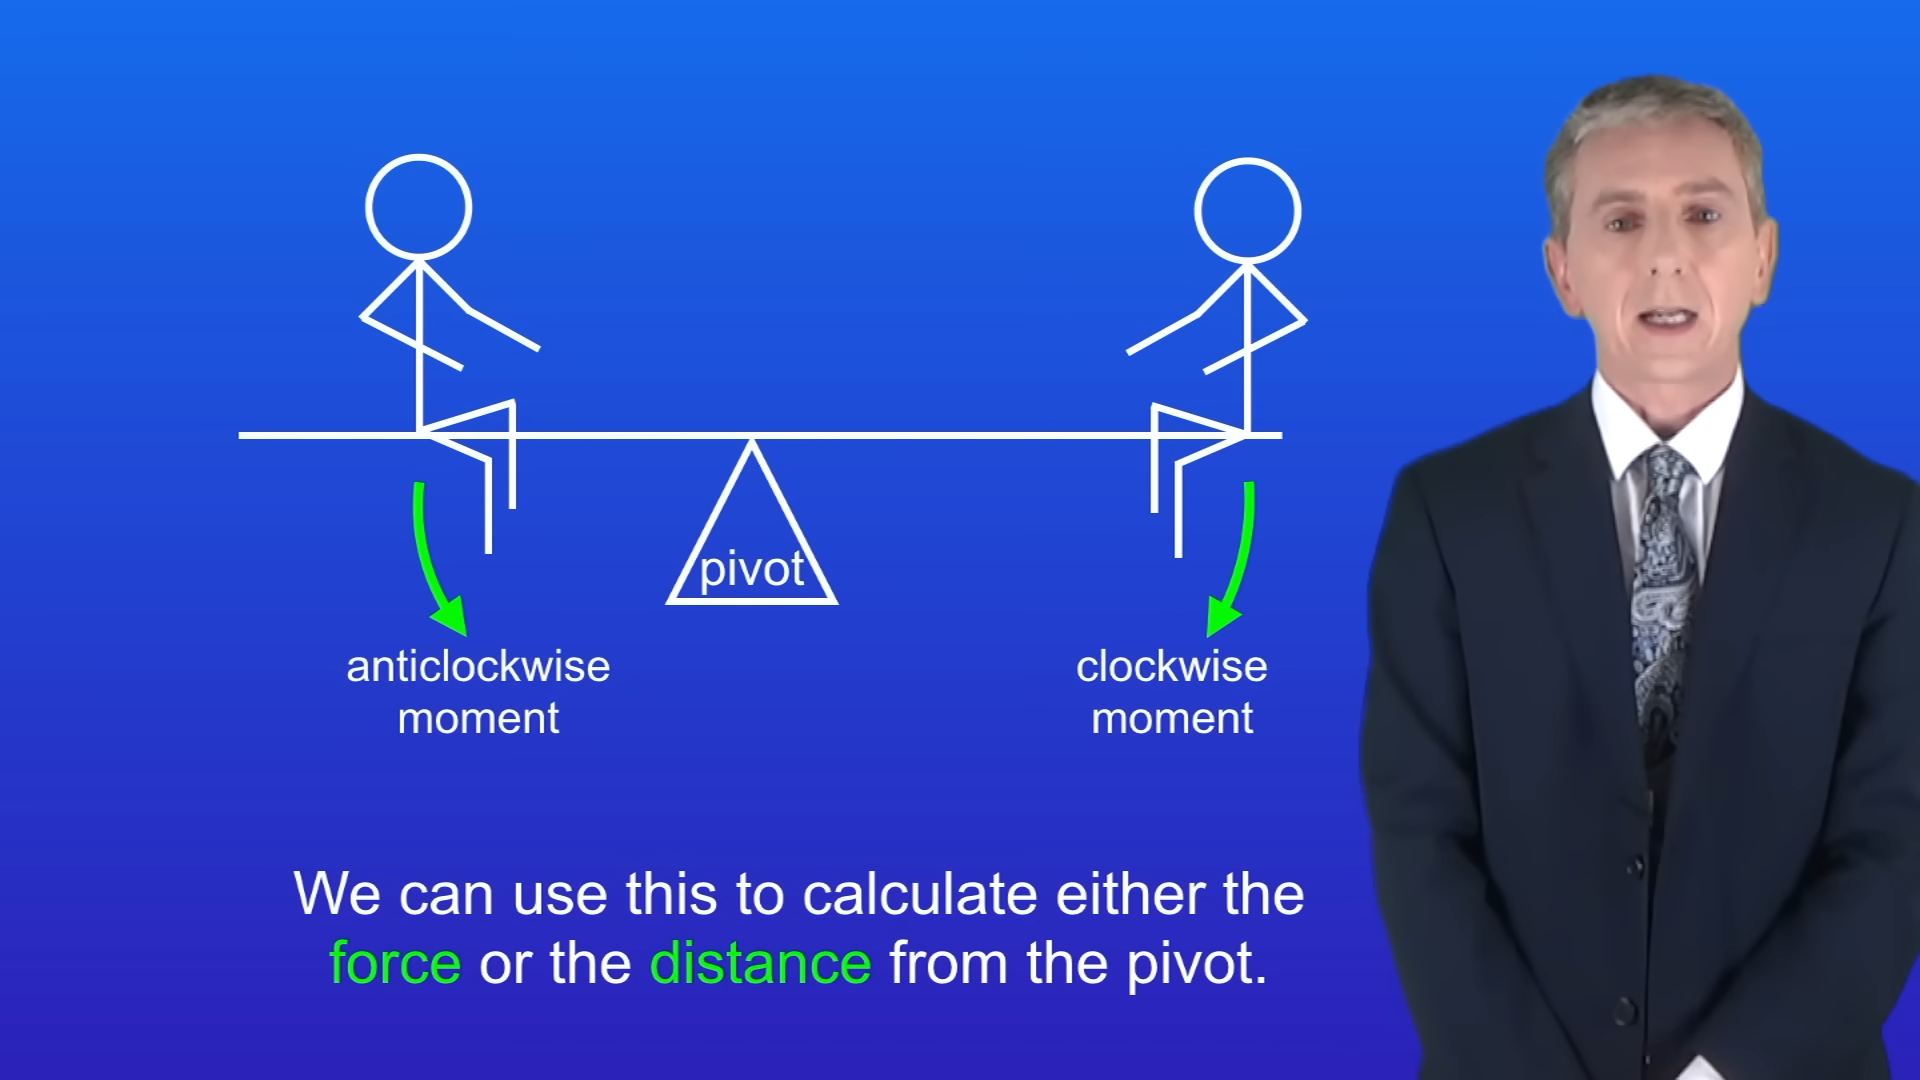 pivot
anticlockwise
moment
clockwise
moment
We can use this to calculate either the
force or the distance from the pivot.